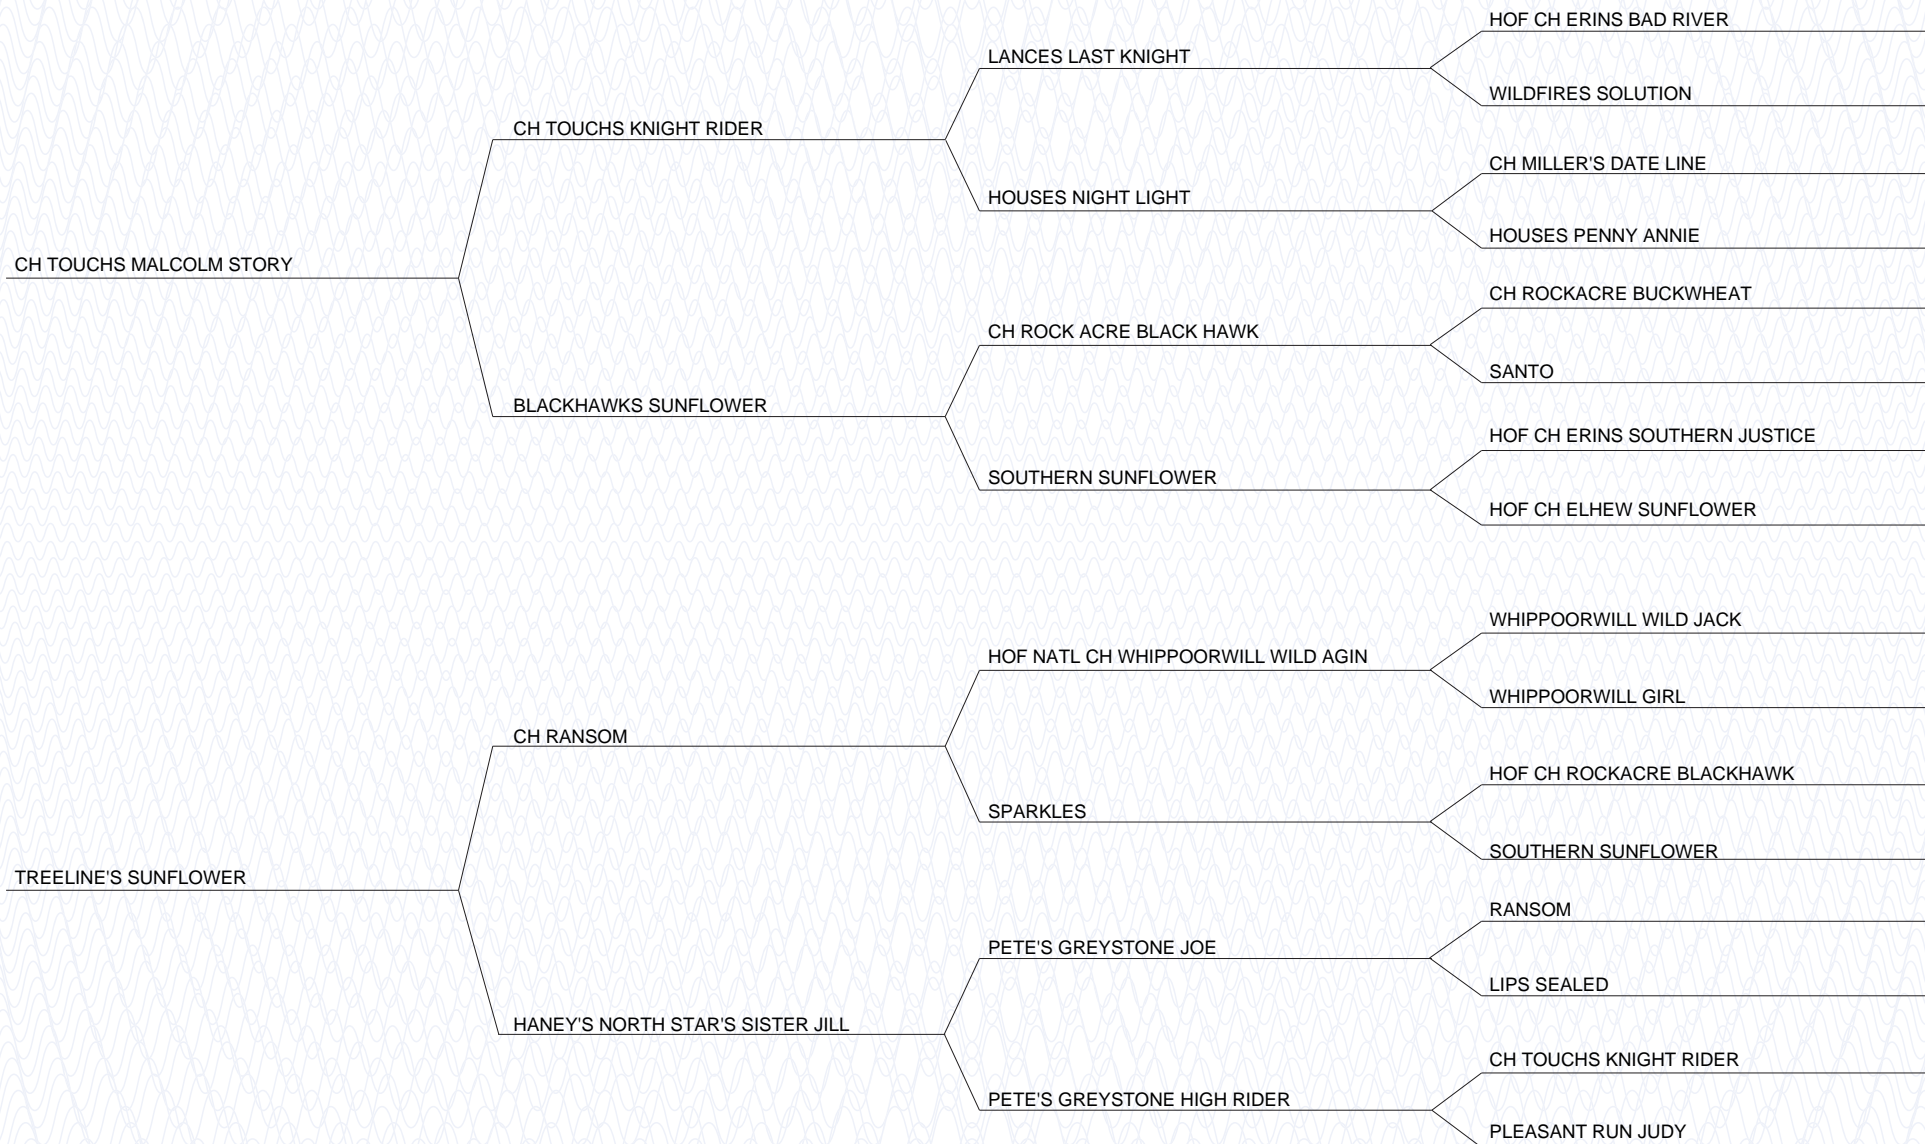 HOF CH ERINS BAD RIVER
LANCES LAST KNIGHT
WILDFIRES SOLUTION
CH TOUCHS KNIGHT RIDER
CH MILLER'S DATE LINE
HOUSES NIGHT LIGHT
HOUSES PENNY ANNIE
CH TOUCHS MALCOLM STORY
CH ROCKACRE BUCKWHEAT
CH ROCK ACRE BLACK HAWK
SANTO
BLACKHAWKS SUNFLOWER
HOF CH ERINS SOUTHERN JUSTICE
SOUTHERN SUNFLOWER
HOF CH ELHEW SUNFLOWER
WHIPPOORWILL WILD JACK
HOF NATL CH WHIPPOORWILL WILD AGIN
WHIPPOORWILL GIRL
CH RANSOM
HOF CH ROCKACRE BLACKHAWK
SPARKLES
SOUTHERN SUNFLOWER
TREELINE'S SUNFLOWER
RANSOM
PETE'S GREYSTONE JOE
LIPS SEALED
HANEY'S NORTH STAR'S SISTER JILL
CH TOUCHS KNIGHT RIDER
PETE'S GREYSTONE HIGH RIDER
PLEASANT RUN JUDY